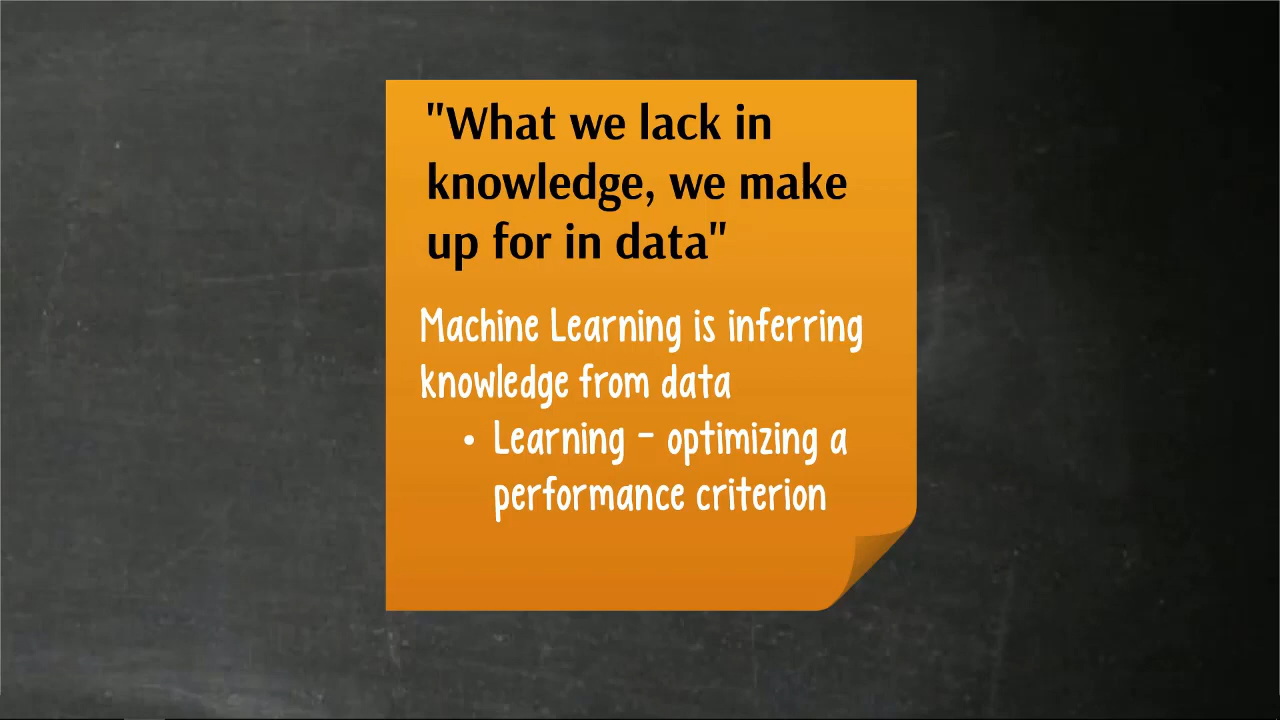 "What we lack in
knowledge, we make
up for in data"
Machine Learning is inferring
knowledge from data
• Learning - optimizing a
performance criterion